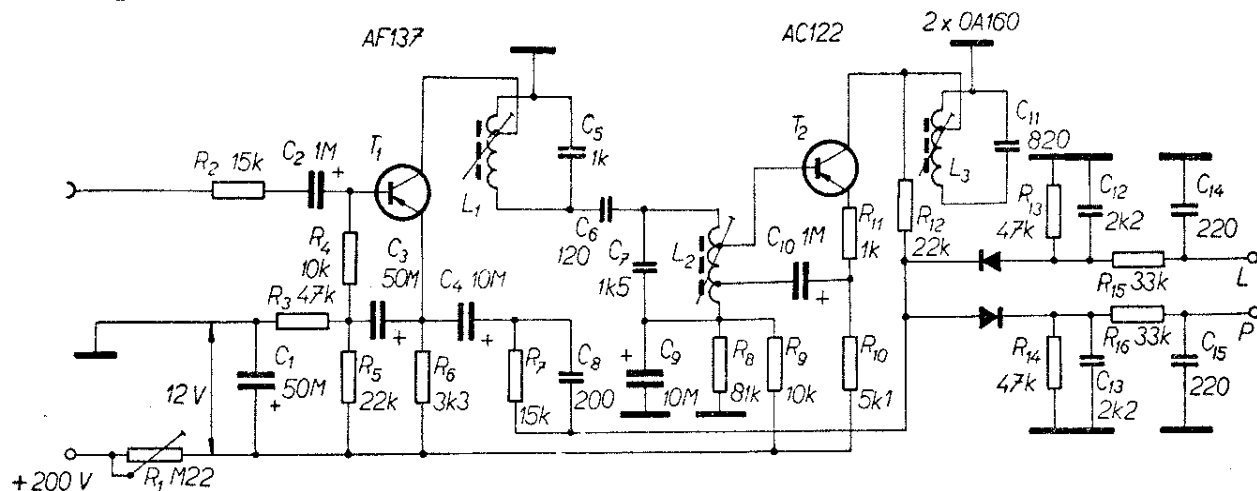 AF137
AC122
2 x OA160
R2 15k
C2 1M
+
T1
L1
C5
1k
T2
L3
C11
820
R4
10k
C3
50M
+
C4 10M
+
C6
120
C7
1k5
L2
C10 1M
+
R11
1k
R12
22k
R13
47k
C12
2k2
C14
220
R15 33k
L
R3 47k
12 V
C1
50M
+
R5
22k
R6
3k3
R7
15k
C8
200
+
C9
10M
R8
81k
R9
10k
R10
5k1
R14
47k
C13
2k2
R16
33k
C15
220
P
+200 V
R1 M22